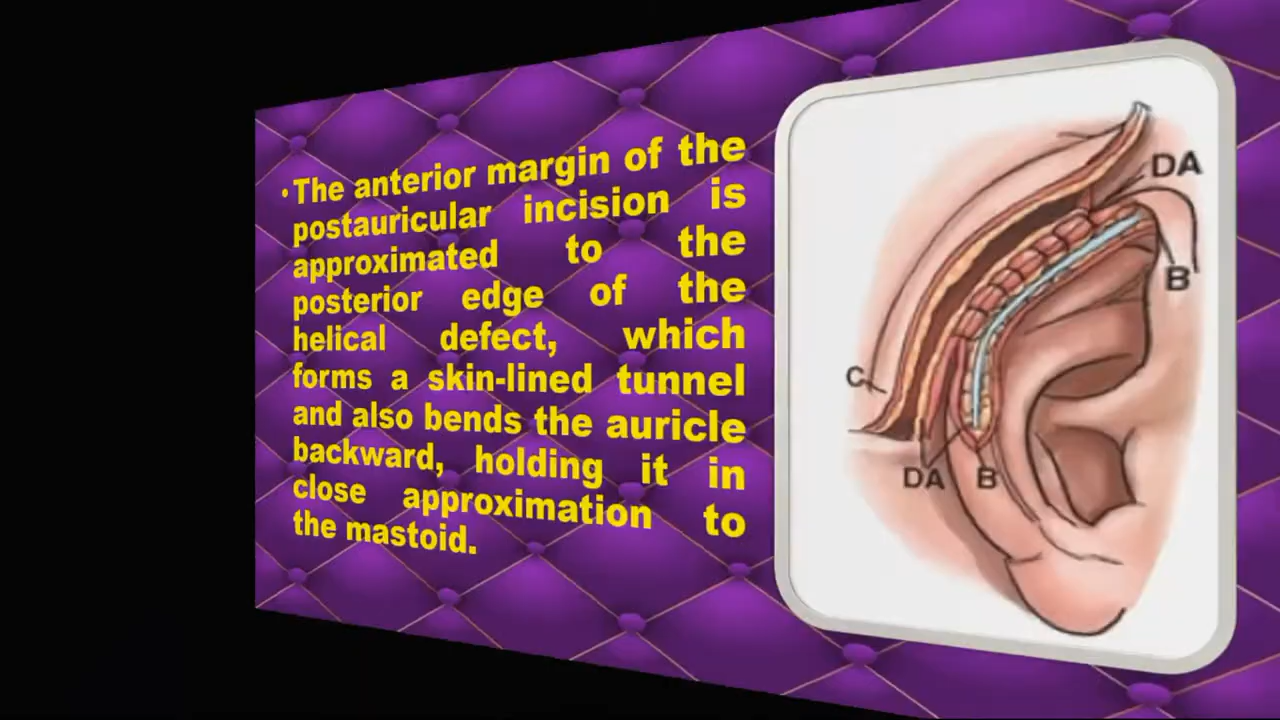 • The anterior margin of the
postauricular incision is
approximated to the
posterior edge of the
helical defect, which
forms a skin-lined tunnel
and also bends the auricle
backward, holding it in
close approximation to
the mastoid.
DA
B
C
DA B